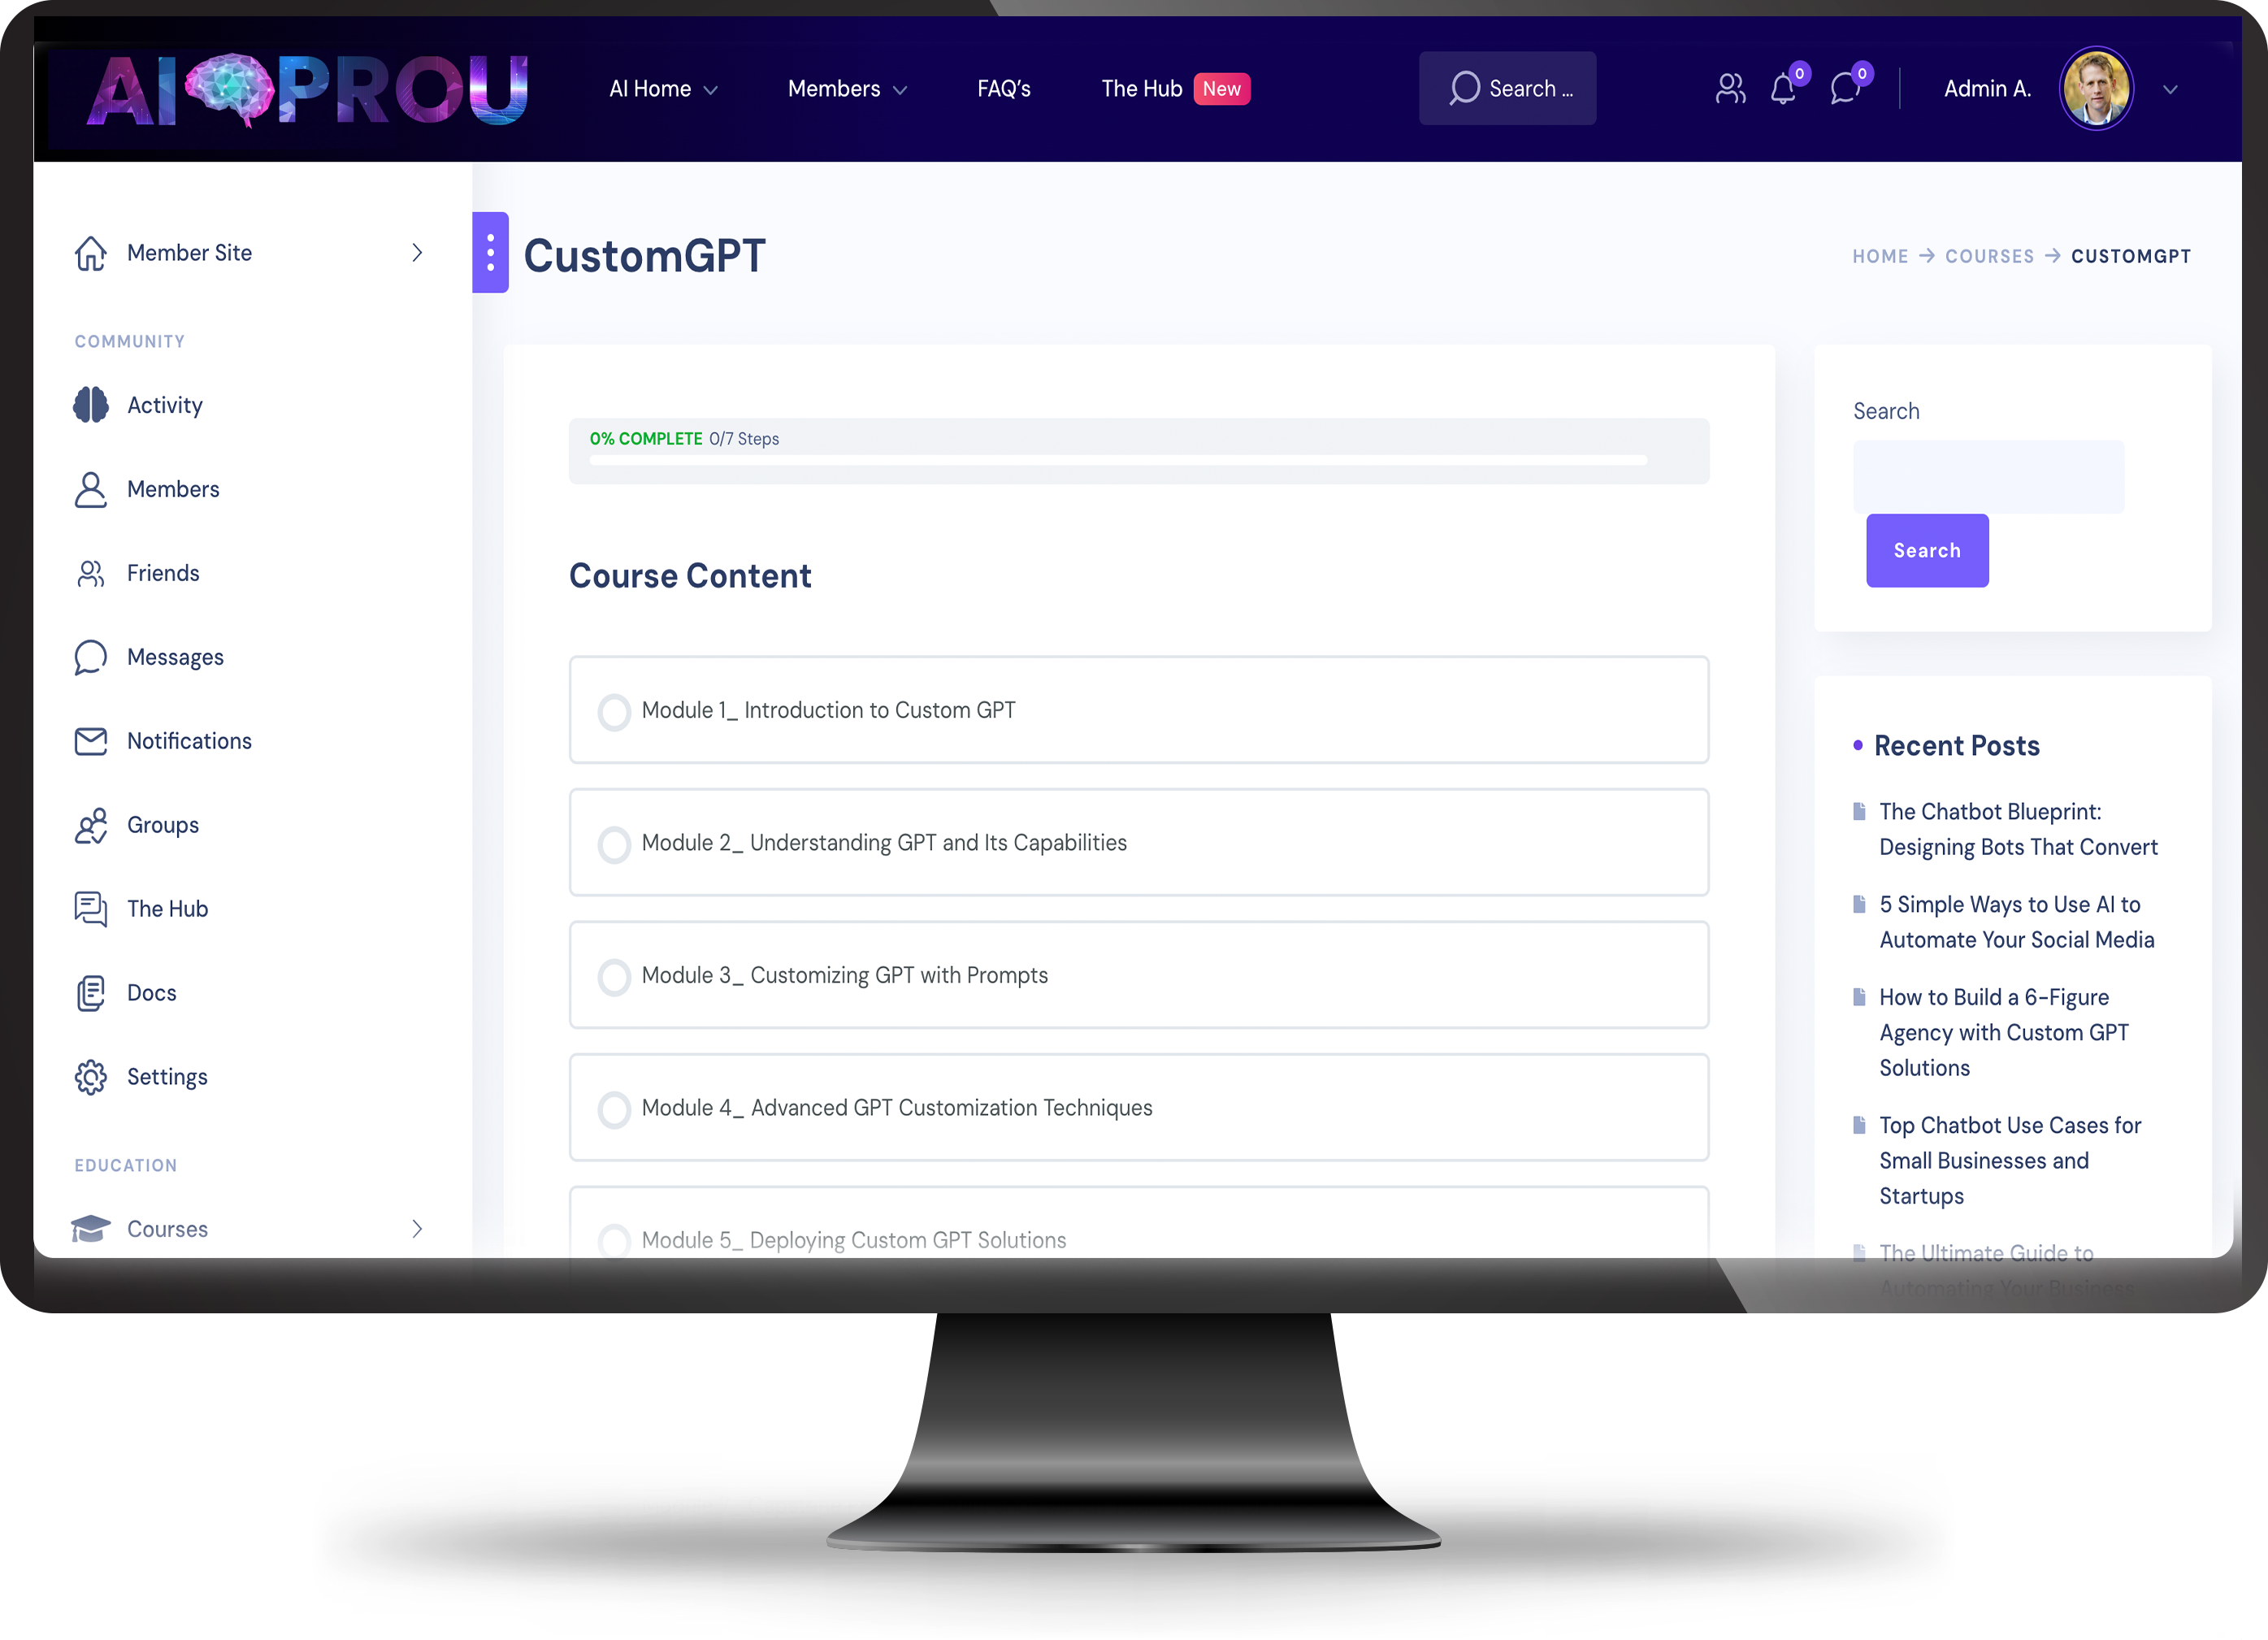 AI PROU
AI Home
Members
FAQ’s
The Hub New
Search ...
0
0
Admin A.
Member Site
COMMUNITY
Activity
Members
Friends
Messages
Notifications
Groups
The Hub
Docs
Settings
EDUCATION
Courses
CustomGPT
HOME → COURSES → CUSTOMGPT
0% COMPLETE 0/7 Steps
Course Content
Module 1_ Introduction to Custom GPT
Module 2_ Understanding GPT and Its Capabilities
Module 3_ Customizing GPT with Prompts
Module 4_ Advanced GPT Customization Techniques
Module 5_ Deploying Custom GPT Solutions
Search
Search
Recent Posts
The Chatbot Blueprint:
Designing Bots That Convert
5 Simple Ways to Use AI to
Automate Your Social Media
How to Build a 6-Figure
Agency with Custom GPT
Solutions
Top Chatbot Use Cases for
Small Businesses and
Startups
The Ultimate Guide to
Automating Your Business